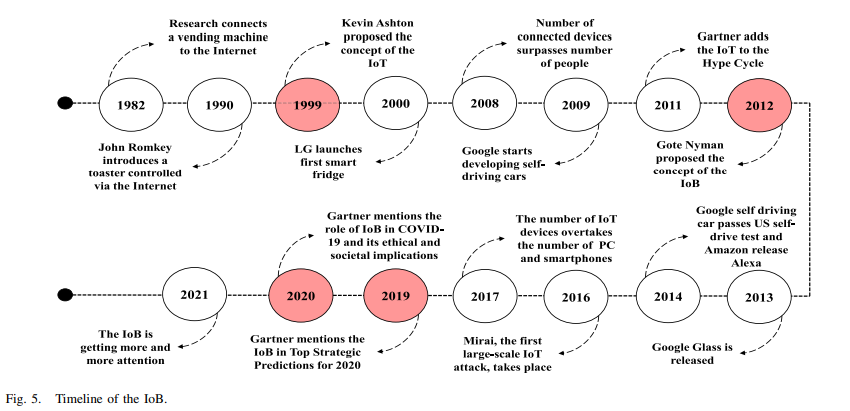 Research connects
a vending machine
to the Internet
Kevin Ashton
proposed the
concept of the
IoT
Number of
connected devices
surpasses number
of people
Gartner adds
the IoT to the
Hype Cycle
1982
1990
1999
2000
2008
2009
2011
2012
John Romkey
introduces a
toaster controlled
via the Internet
LG launches
first smart
fridge
Google starts
developing self-
driving cars
Gote Nyman
proposed the
concept of the
IoB
Gartner mentions the
role of IoB in COVID-
19 and its ethical and
societal implications
The number of IoT
devices overtakes
the number of PC
and smartphones
Google self driving
car passes US self-
drive test and
Amazon release
Alexa
2021
2020
2019
2017
2016
2014
2013
The IoB is
getting more and
more attention
Gartner mentions the
IoB in Top Strategic
Predictions for 2020
Mirai, the first
large-scale IoT
attack, takes place
Google Glass is
released
Fig. 5. Timeline of the IoB.